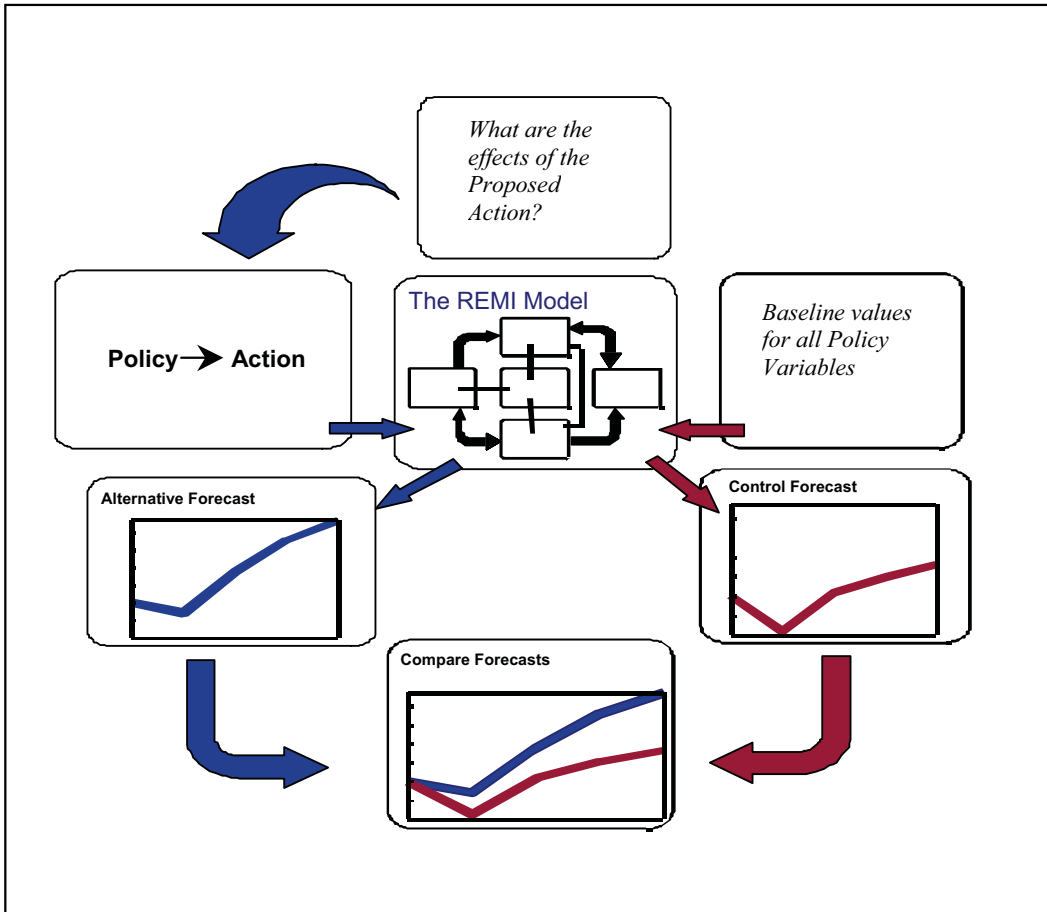 What are the
effects of the
Proposed
Action?
The REMI Model
Policy → Action
Baseline values
for all Policy
Variables
Alternative Forecast
Control Forecast
Compare Forecasts